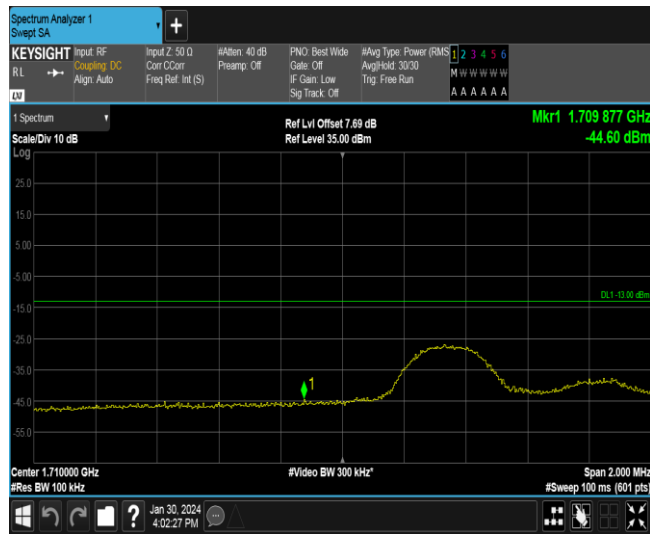 Spectrum Analyzer 1
Swept SA
KEYSIGHT
RL
LXI
Input: RF
Coupling: DC
Align: Auto
Input Z: 50 Ω
Corr CCorr
Freq Ref: Int (S)
#Atten: 40 dB
Preamp: Off
PNO: Best Wide
Gate: Off
IF Gain: Low
Sig Track: Off
#Avg Type: Power (RMS
Avg|Hold: 30/30
Trig: Free Run
1 2 3 4 5 6
M W W W W W
A A A A A A
1 Spectrum
Scale/Div 10 dB
Log
Ref Lvl Offset 7.69 dB
Ref Level 35.00 dBm
Mkr1 1.709 877 GHz
-44.60 dBm
25.0
15.0
5.00
-5.00
DL1 -13.00 dBm
-15.0
-25.0
-35.0
1
-45.0
-55.0
Center 1.710000 GHz
#Video BW 300 kHz*
Span 2.000 MHz
#Res BW 100 kHz
#Sweep 100 ms (601 pts)
?
Jan 30, 2024
4:02:27 PM